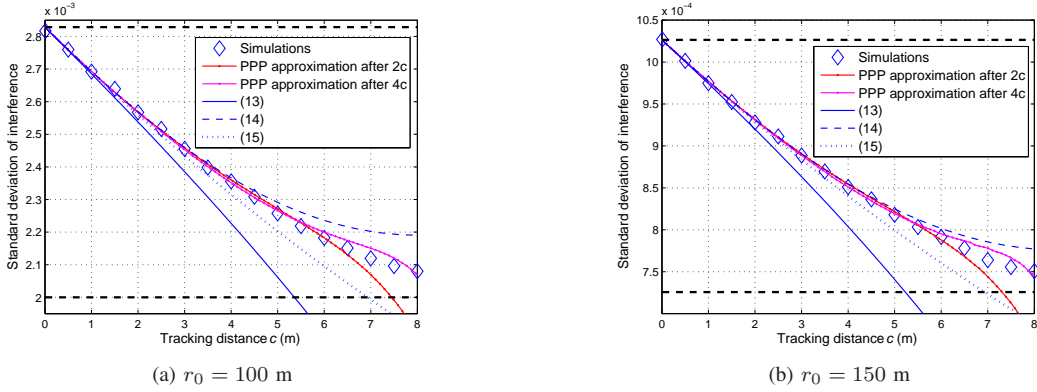 x 10⁻³
2.8
2.7
2.6
2.5
2.4
2.3
2.2
2.1
2
Standard deviation of interference
0 1 2 3 4 5 6 7 8
Tracking distance c (m)
Simulations
PPP approximation after 2c
PPP approximation after 4c
(13)
(14)
(15)
(a) r₀ = 100 m
x 10⁻⁴
10.5
10
9.5
9
8.5
8
7.5
Standard deviation of interference
0 1 2 3 4 5 6 7 8
Tracking distance c (m)
Simulations
PPP approximation after 2c
PPP approximation after 4c
(13)
(14)
(15)
(b) r₀ = 150 m